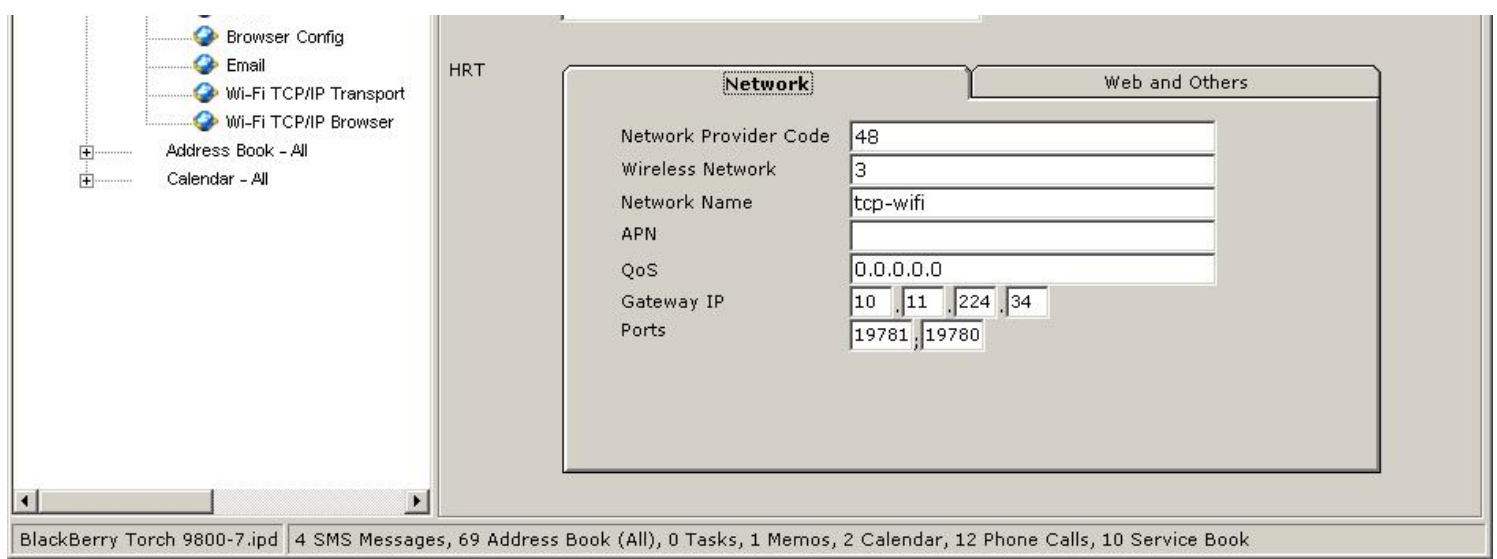 Browser Config
Email
Wi-Fi TCP/IP Transport
Wi-Fi TCP/IP Browser
Address Book - All
Calendar - All
HRT
Network
Web and Others
Network Provider Code 48
Wireless Network 3
Network Name tcp-wifi
APN
QoS 0.0.0.0.0
Gateway IP 10 . 11 . 224 . 34
Ports 19781 ; 19780
BlackBerry Torch 9800-7.ipd 4 SMS Messages, 69 Address Book (All), 0 Tasks, 1 Memos, 2 Calendar, 12 Phone Calls, 10 Service Book